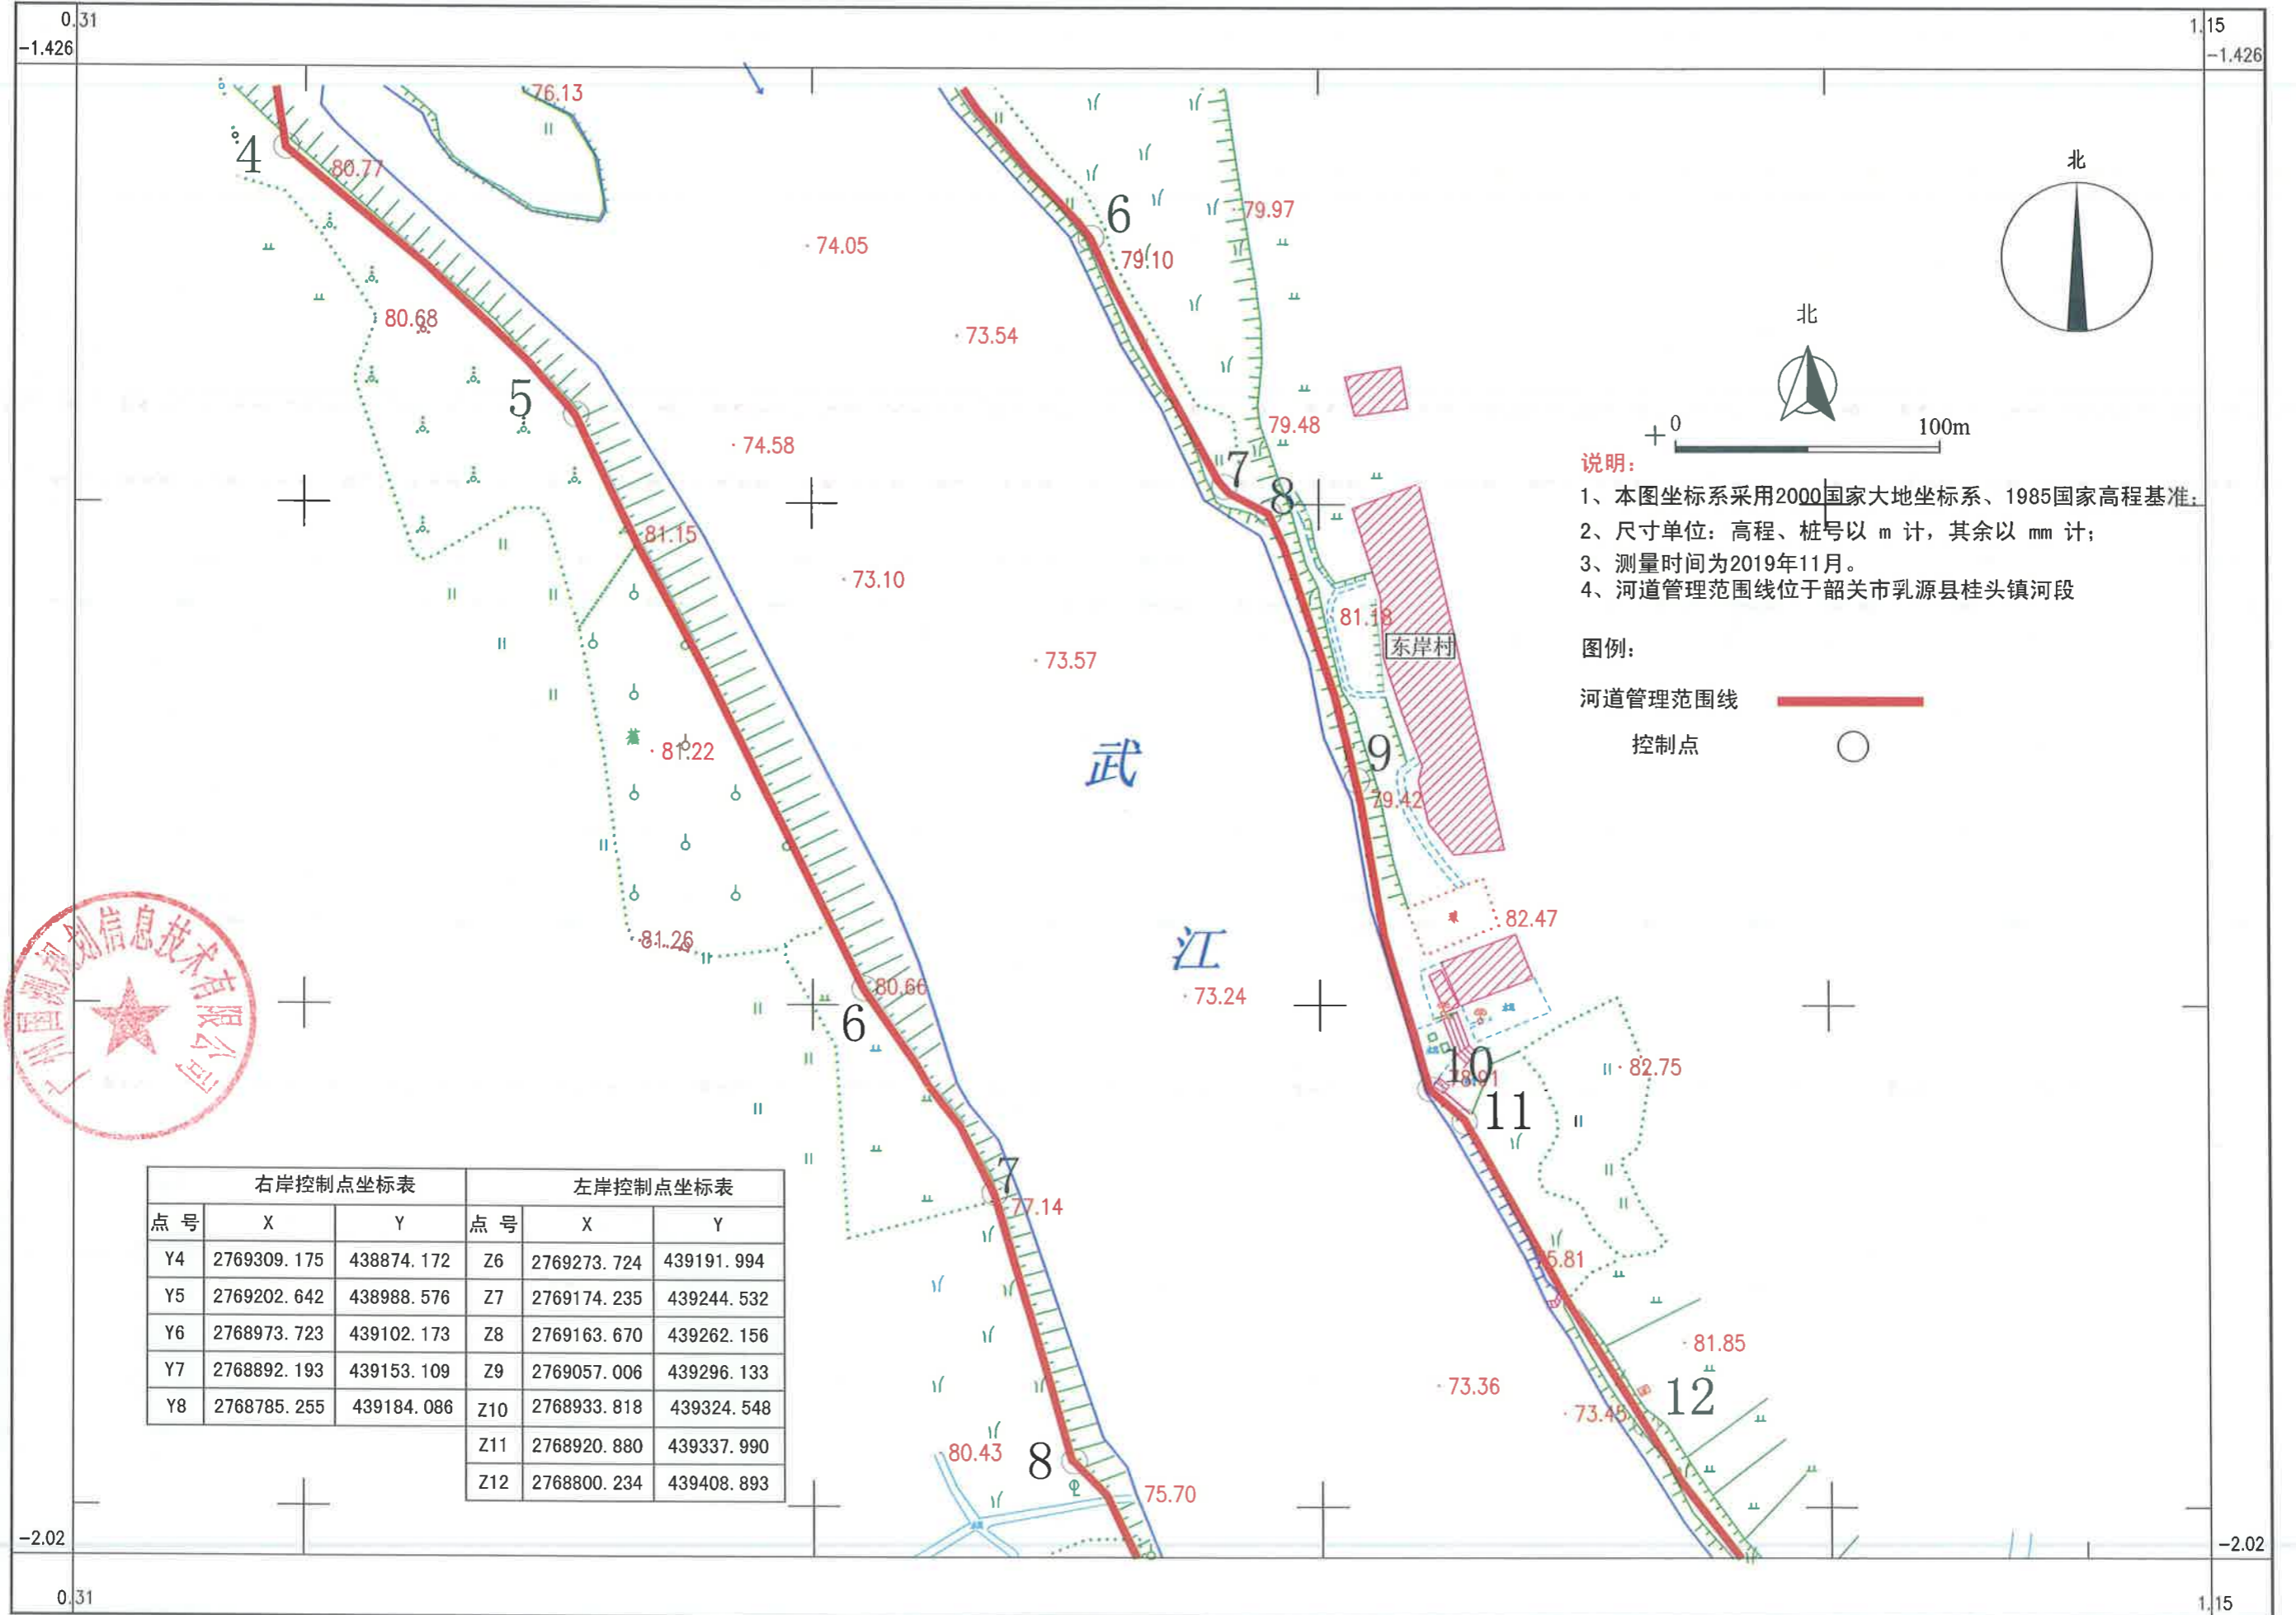 0.31
1.15
-1.426
-1.426
76.13
4
80.77
北
6
79.97
74.05
79.10
80.68
73.54
北
5
79.48
0
100m
74.58
7
8
说明：
1、本图坐标系采用2000国家大地坐标系、1985国家高程基准；
2、尺寸单位：高程、桩号以 m 计，其余以 mm 计；
3、测量时间为2019年11月。
4、河道管理范围线位于韶关市乳源县桂头镇河段
81.15
73.10
81.18
东岸村
图例：
73.57
河道管理范围线
控制点
81.22
武
9
79.42
82.47
81.26
江
80.66
73.24
6
10
82.75
11
7
77.14
75.81
81.85
73.36
12
73.45
80.43
8
75.70
右岸控制点坐标表 左岸控制点坐标表
点 号 X Y 点 号 X Y
Y4 2769309.175 438874.172 Z6 2769273.724 439191.994
Y5 2769202.642 438988.576 Z7 2769174.235 439244.532
Y6 2768973.723 439102.173 Z8 2769163.670 439262.156
Y7 2768892.193 439153.109 Z9 2769057.006 439296.133
Y8 2768785.255 439184.086 Z10 2768933.818 439324.548
Z11 2768920.880 439337.990
Z12 2768800.234 439408.893
-2.02
-2.02
0.31
1.15